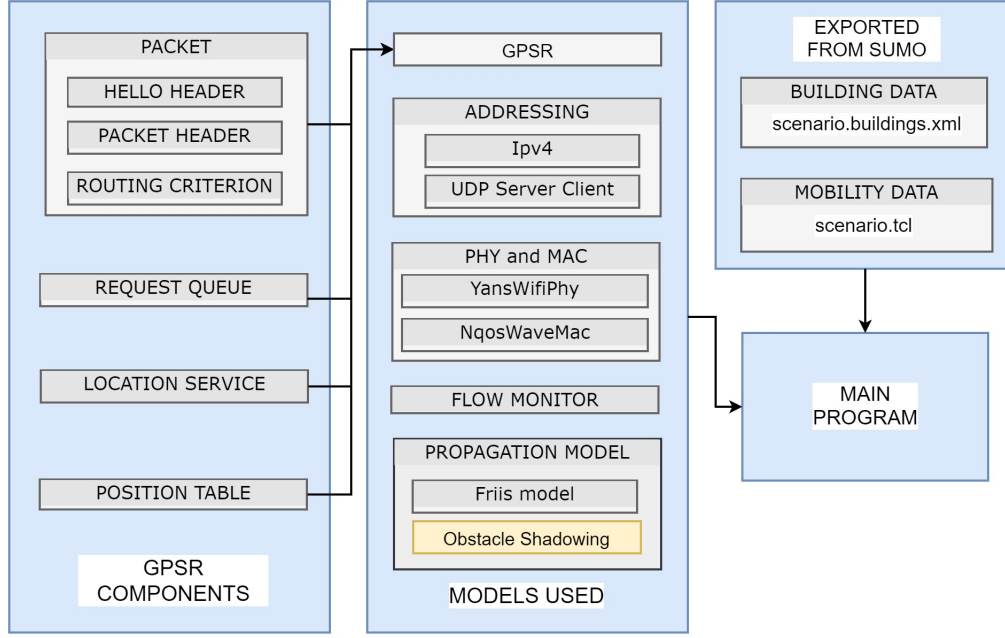 PACKET
HELLO HEADER
PACKET HEADER
ROUTING CRITERION
REQUEST QUEUE
LOCATION SERVICE
POSITION TABLE
GPSR
COMPONENTS
GPSR
ADDRESSING
Ipv4
UDP Server Client
PHY and MAC
YansWifiPhy
NqosWaveMac
FLOW MONITOR
PROPAGATION MODEL
Friis model
Obstacle Shadowing
MODELS USED
EXPORTED
FROM SUMO
BUILDING DATA
scenario.buildings.xml
MOBILITY DATA
scenario.tcl
MAIN
PROGRAM